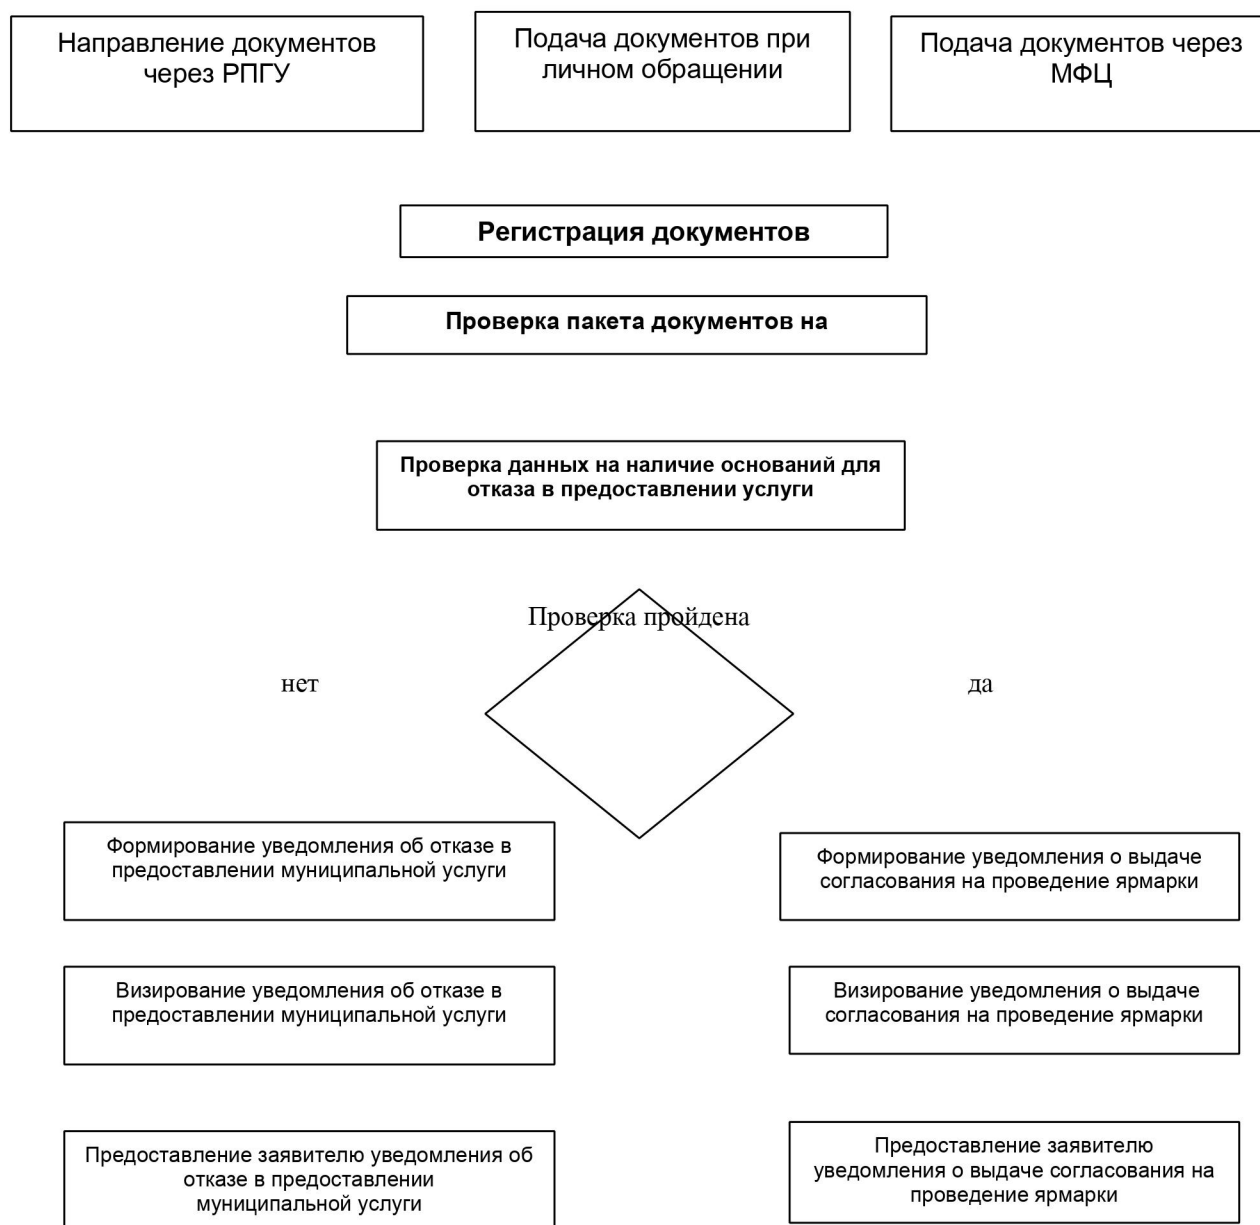 Направление документов
через РПГУ
Подача документов при
личном обращении
Подача документов через
МФЦ
Регистрация документов
Проверка пакета документов на
Проверка данных на наличие оснований для
отказа в предоставлении услуги
Проверка пройдена
нет
да
Формирование уведомления об отказе в
предоставлении муниципальной услуги
Формирование уведомления о выдаче
согласования на проведение ярмарки
Визирование уведомления об отказе в
предоставлении муниципальной услуги
Визирование уведомления о выдаче
согласования на проведение ярмарки
Предоставление заявителю уведомления об
отказе в предоставлении
муниципальной услуги
Предоставление заявителю
уведомления о выдаче согласования на
проведение ярмарки